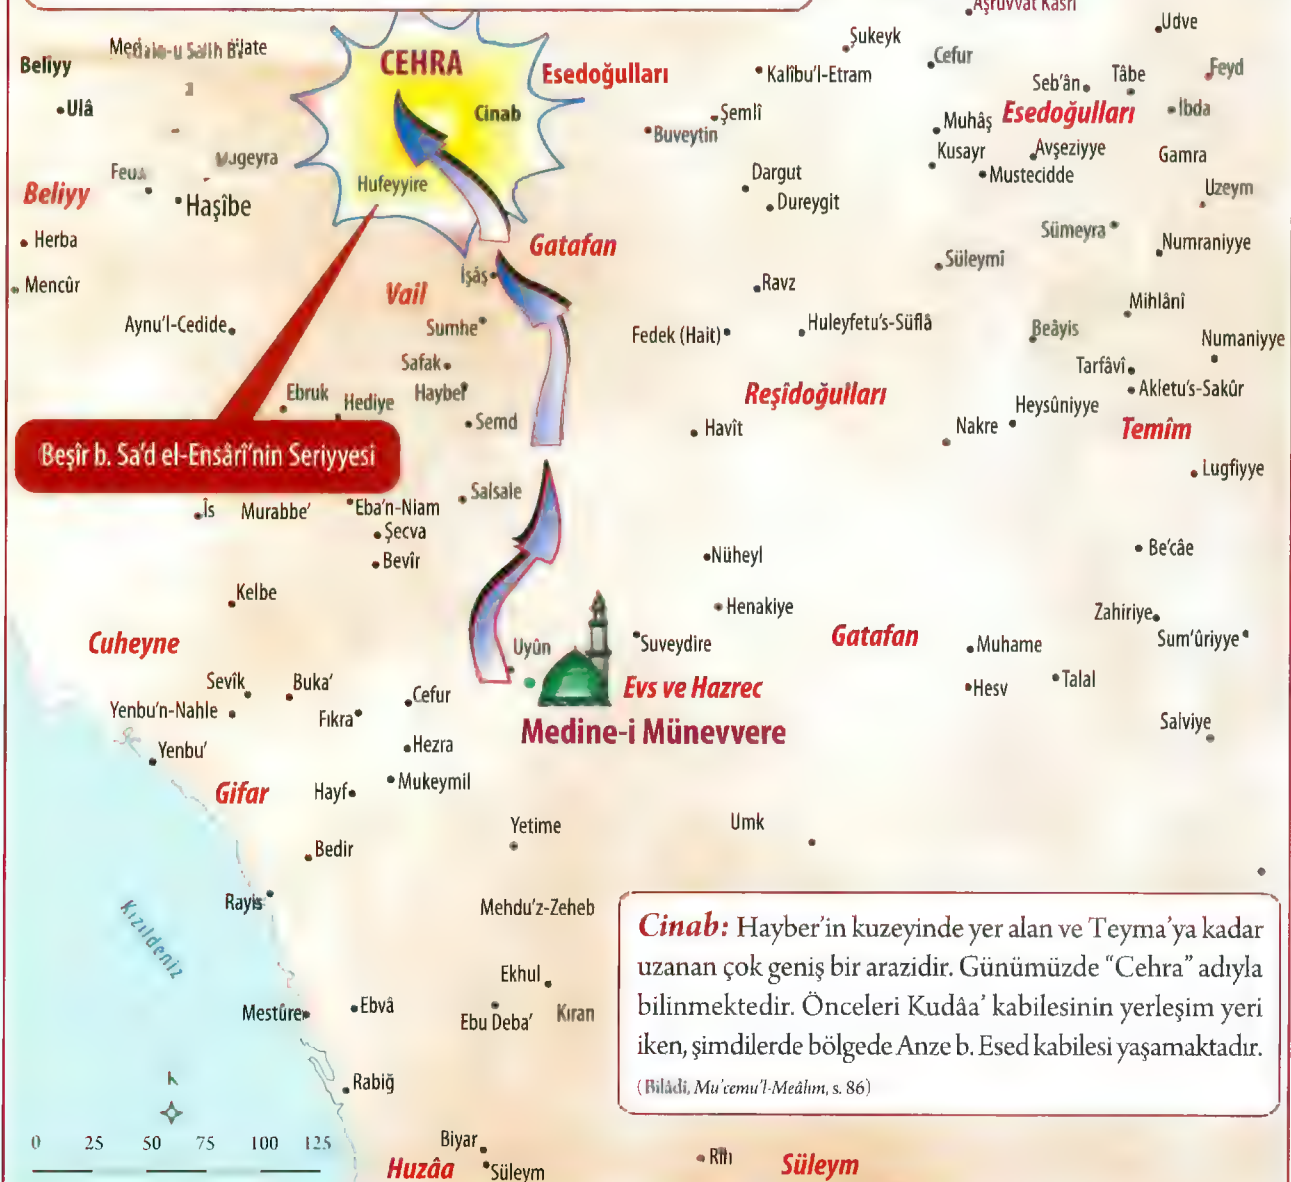 Aşruvvat Kasrı
Udve
Şukeyk
CEHRA
Beliyy
Esedoğulları
Kalîbu'l-Etram
Cefur
Feyd
Seb'ân
Tâbe
Cinab
Ulâ
Şemlî
Esedoğulları
İbda
Buveytin
Muhâş
Kusayr
Avşeziyye
Gamra
Dargut
Mustecidde
Hufeyyire
Beliyy
Haşîbe
Dureygit
Uzeym
Herba
Gatafan
Sümeyra
Numraniyye
Süleymî
Mencûr
İşâş
Vail
Ravz
Mihlânî
Aynu'l-Cedide
Sumhe
Fedek (Hait)
Huleyfetu's-Süflâ
Beâyis
Numaniyye
Safak
Tarfâvî
Ebruk
Hediye
Hayber
Reşîdoğulları
Akletu's-Sakûr
Heysûniyye
Semd
Havît
Nakre
Temîm
Beşîr b. Sa'd el-Ensârî'nin Seriyyesi
Lugfiyye
Salsale
Îs
Murabbe'
Eba'n-Niam
Şecva
Bevîr
Nüheyl
Be'câe
Kelbe
Henakiye
Zahiriye
Cuheyne
Uyûn
Suveydire
Gatafan
Muhame
Sum'ûriyye
Sevîk
Buka'
Cefur
Evs ve Hazrec
Hesv
Talal
Yenbu'n-Nahle
Fıkra
Medine-i Münevvere
Salviye
Yenbu'
Hezra
Gifar
Hayf
Mukeymil
Yetime
Umk
Bedir
Rayis
Mehdu'z-Zeheb
Kızıldeniz
Cinab: Hayber'in kuzeyinde yer alan ve Teyma'ya kadar
uzanan çok geniş bir arazidir. Günümüzde "Cehra" adıyla
bilinmektedir. Önceleri Kudâa' kabilesinin yerleşim yeri
iken, şimdilerde bölgede Anze b. Esed kabilesi yaşamaktadır.
(Bilâdî, Mu'cemu'l-Meâlim, s. 86)
Ekhul
Mestûre
Ebvâ
Ebu Deba'
Kıran
Rabiğ
0 25 50 75 100 125
Biyar
Huzâa
Süleym
Süleym